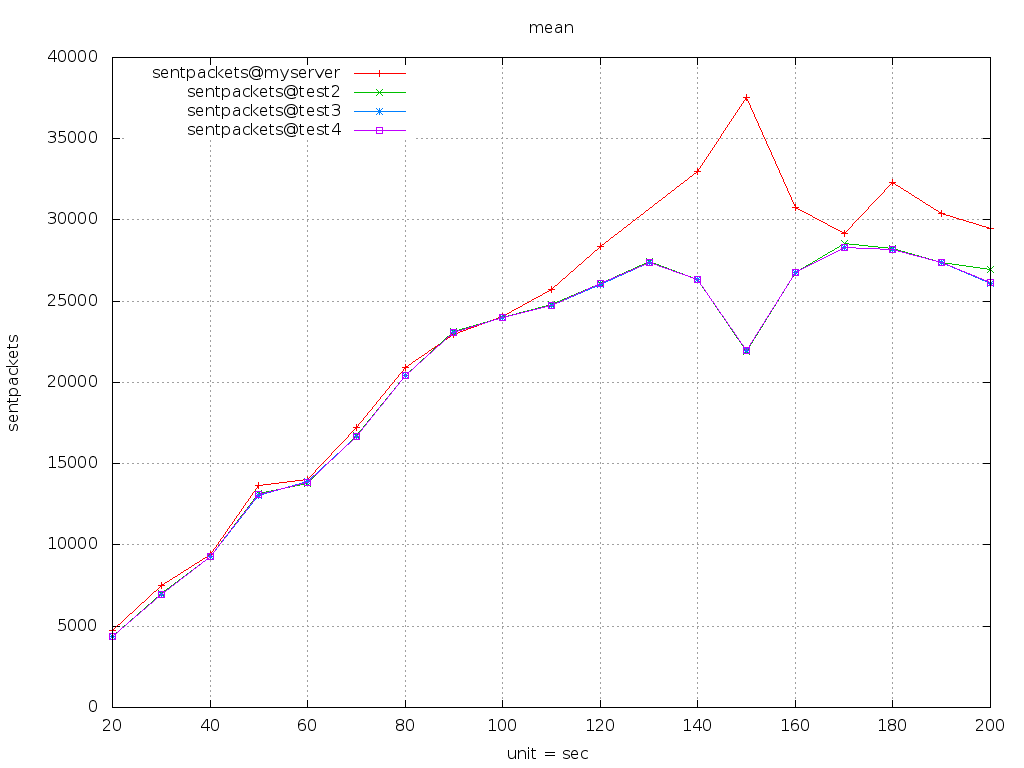 mean
40000
35000
30000
25000
20000
15000
10000
5000
0
sentpackets
sentpackets@myserver
sentpackets@test2
sentpackets@test3
sentpackets@test4
20 40 60 80 100 120 140 160 180 200
unit = sec